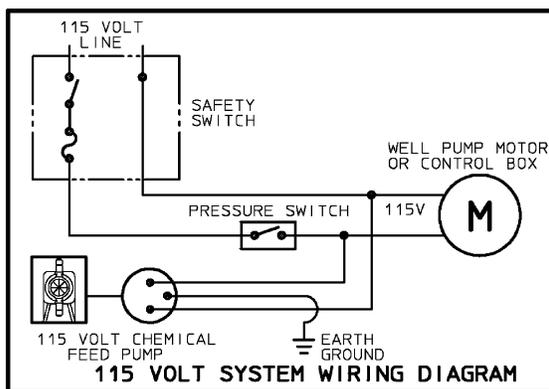 115 VOLT
LINE
SAFETY
SWITCH
WELL PUMP MOTOR
OR CONTROL BOX
PRESSURE SWITCH
115V
M
115 VOLT CHEMICAL
FEED PUMP
EARTH
GROUND
115 VOLT SYSTEM WIRING DIAGRAM